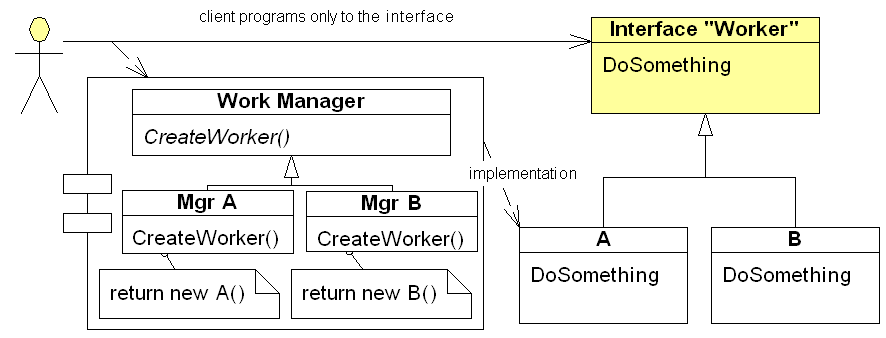 client programs only to the interface
Interface "Worker"
DoSomething
Work Manager
CreateWorker()
implementation
Mgr A
CreateWorker()
Mgr B
CreateWorker()
return new A()
return new B()
A
DoSomething
B
DoSomething